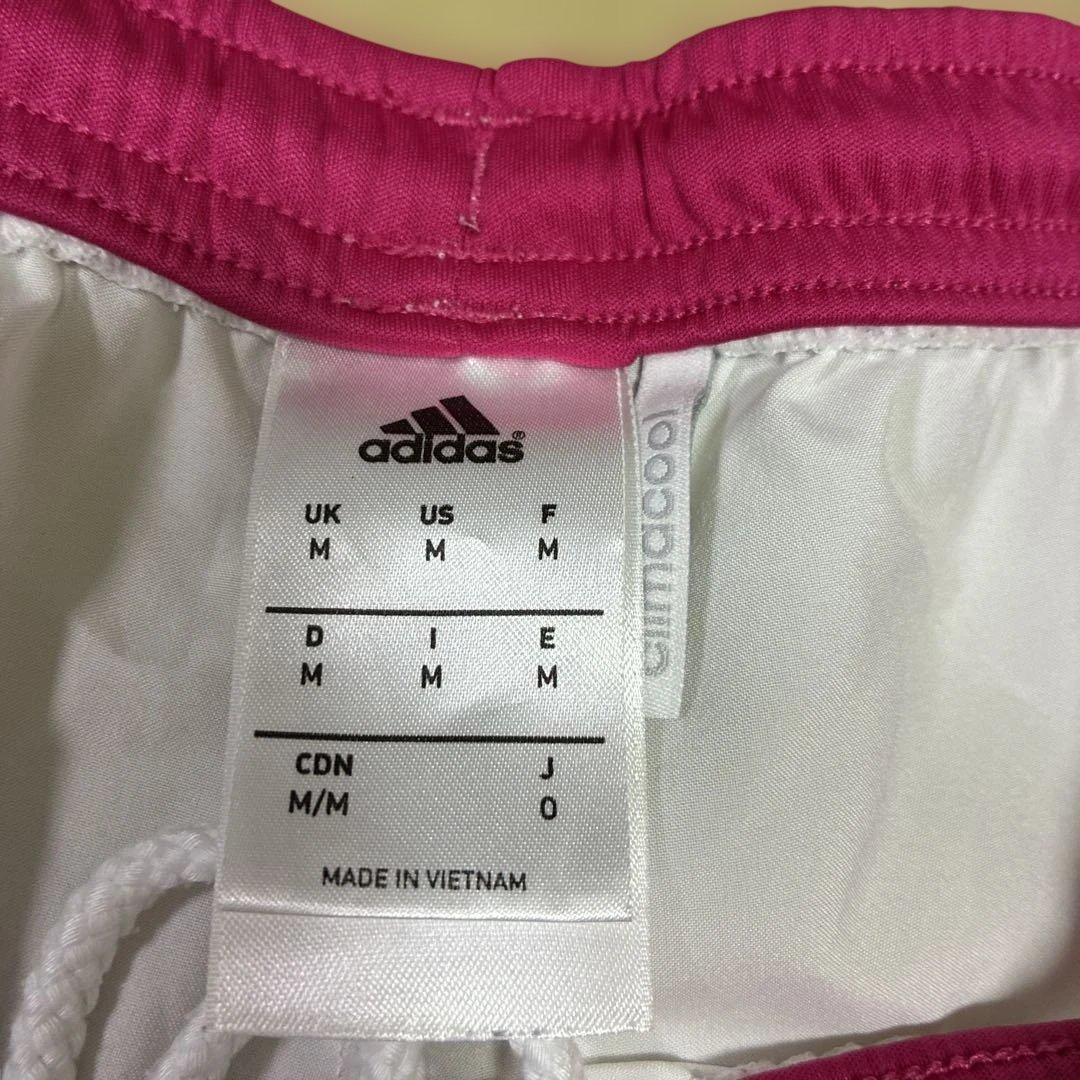 adidas®
UK US F
M M M
D I E
M M M
CDN J
M/M O
MADE IN VIETNAM
climacool